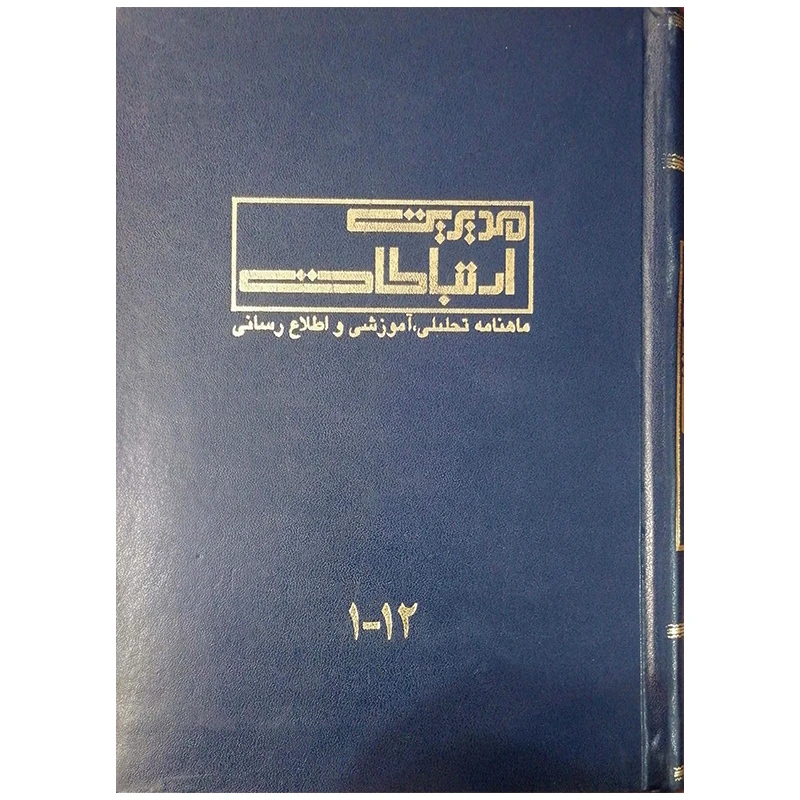 مدیریت
ارتباطات
ماهنامه تحلیلی،آموزشی و اطلاع رسانی
۱-۱۲